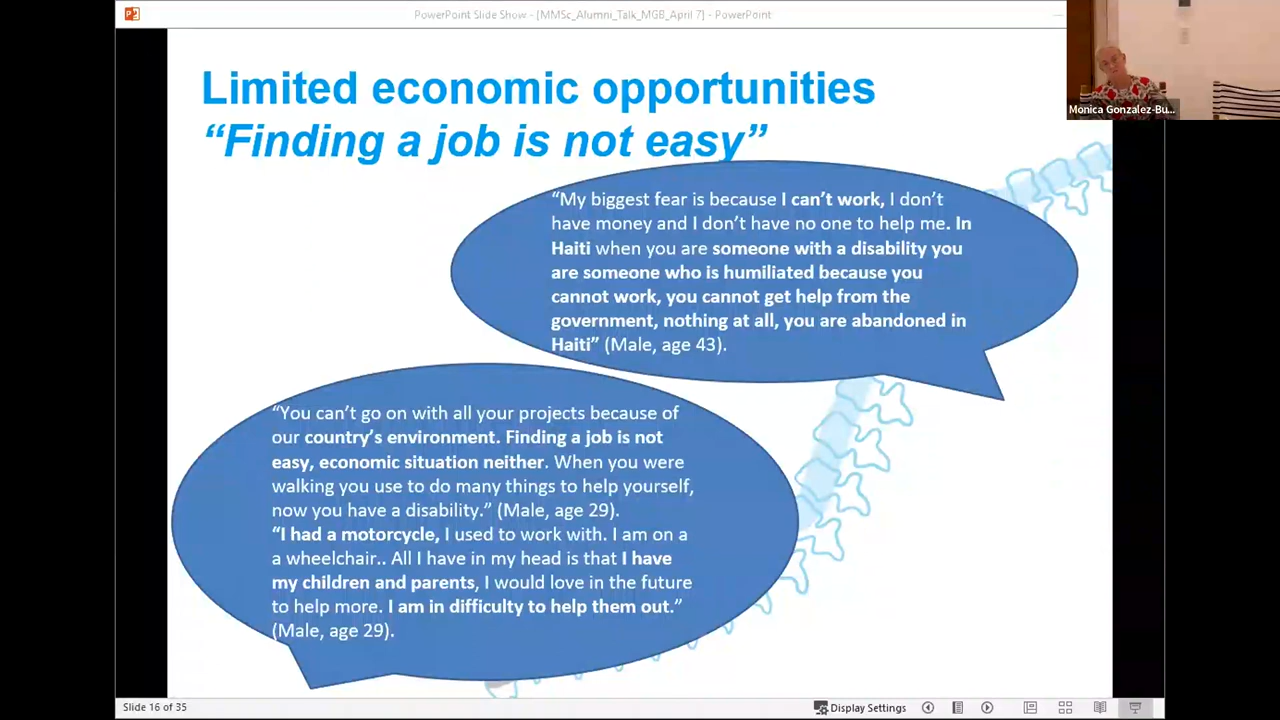 PowerPoint Slide Show - [MMSc_Alumni_Talk_MGB_April 7] - PowerPoint
Monica Gonzalez-Bu...
Limited economic opportunities
“Finding a job is not easy”
“My biggest fear is because I can’t work, I don’t
have money and I don’t have no one to help me. In
Haiti when you are someone with a disability you
are someone who is humiliated because you
cannot work, you cannot get help from the
government, nothing at all, you are abandoned in
Haiti” (Male, age 43).
“You can’t go on with all your projects because of
our country’s environment. Finding a job is not
easy, economic situation neither. When you were
walking you use to do many things to help yourself,
now you have a disability.” (Male, age 29).
“I had a motorcycle, I used to work with. I am on a
a wheelchair.. All I have in my head is that I have
my children and parents, I would love in the future
to help more. I am in difficulty to help them out.”
(Male, age 29).
Slide 16 of 35
Display Settings